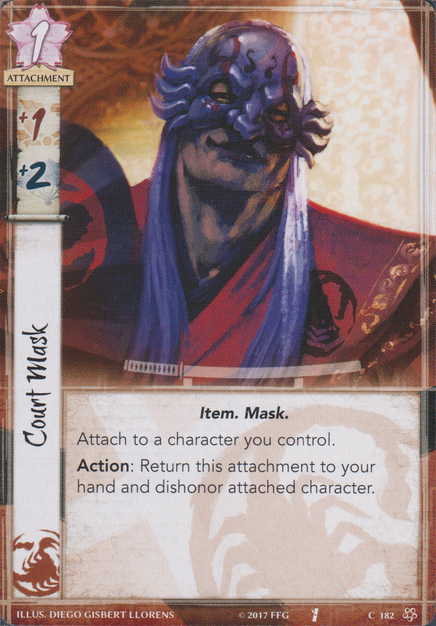 1
ATTACHMENT
+1
+2
Court Mask
Item. Mask.
Attach to a character you control.
Action: Return this attachment to your
hand and dishonor attached character.
ILLUS. DIEGO GISBERT LLORENS © 2017 FFG C 182